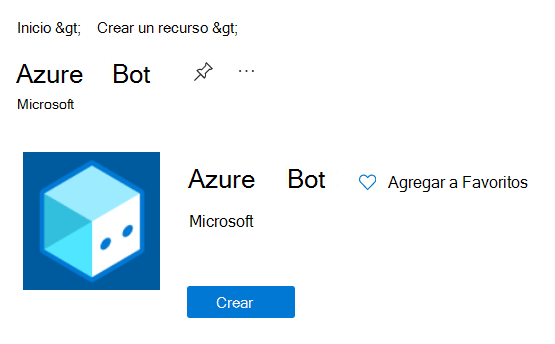 Inicio &gt; Crear un recurso &gt;
Azure Bot
Microsoft
Azure Bot
Agregar a Favoritos
Microsoft
Crear